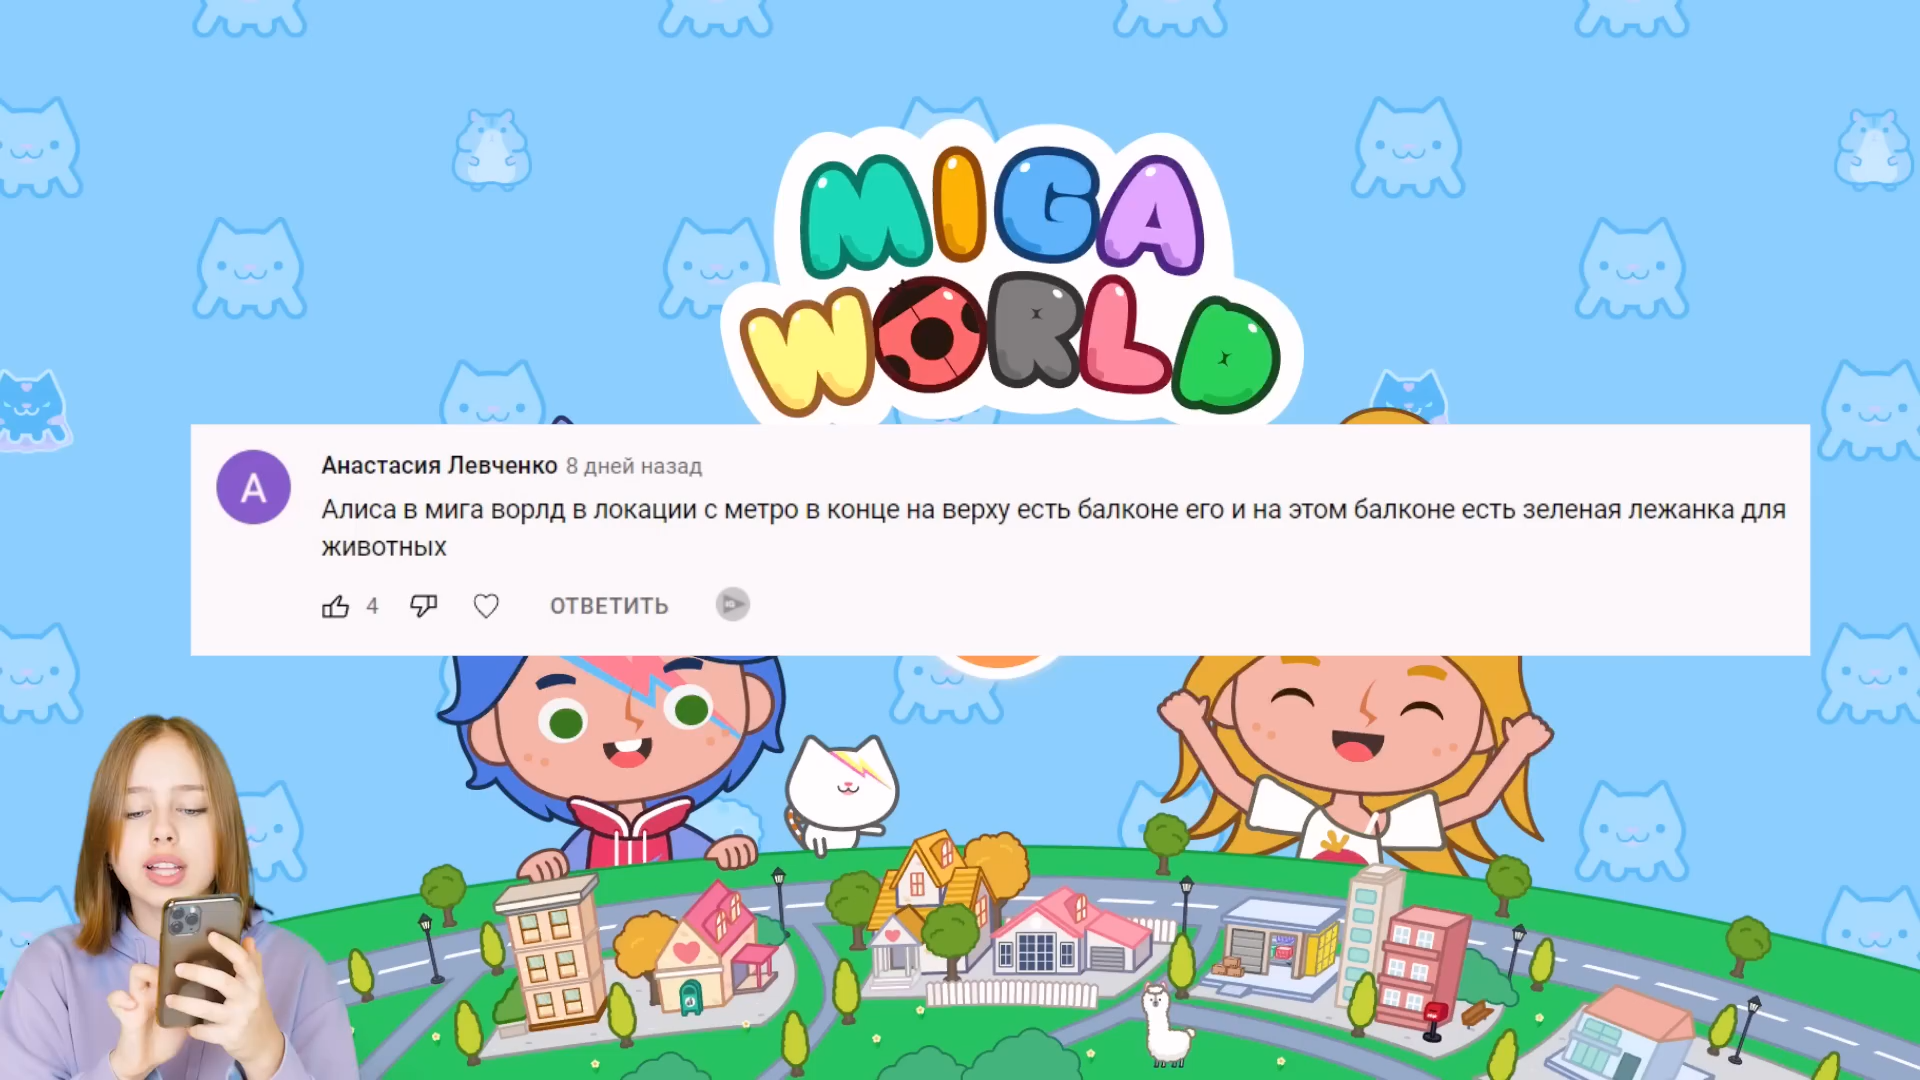 MIGA
WORLD
А
Анастасия Левченко 8 дней назад
Алиса в мига ворлд в локации с метро в конце на верху есть балконе его и на этом балконе есть зеленая лежанка для
животных
4 ОТВЕТИТЬ